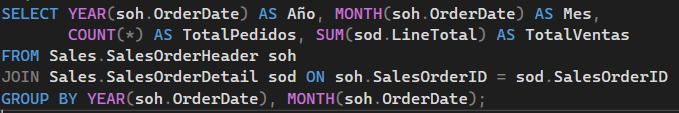 SELECT YEAR(soh.OrderDate) AS Año, MONTH(soh.OrderDate) AS Mes,
COUNT(*) AS TotalPedidos, SUM(sod.LineTotal) AS TotalVentas
FROM Sales.SalesOrderHeader soh
JOIN Sales.SalesOrderDetail sod ON soh.SalesOrderID = sod.SalesOrderID
GROUP BY YEAR(soh.OrderDate), MONTH(soh.OrderDate);